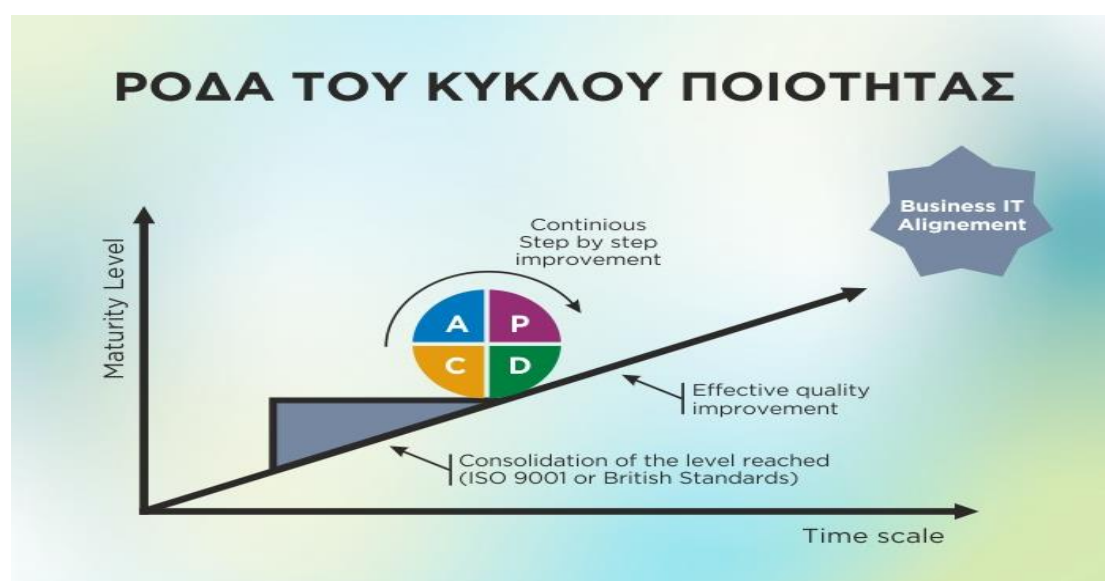 ΡΟΔΑ ΤΟΥ ΚΥΚΛΟΥ ΠΟΙΟΤΗΤΑΣ
Business IT
Alignement
Continious
Step by step
improvement
Maturity Level
A P
C D
Effective quality
improvement
Consolidation of the level reached
(ISO 9001 or British Standards)
Time scale